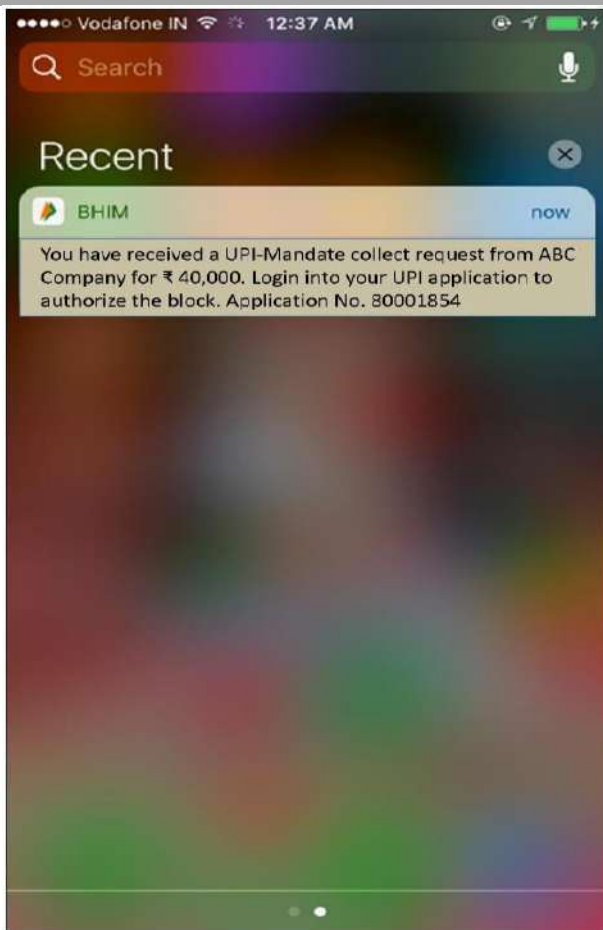 Vodafone IN 12:37 AM
Search
Recent
BHIM now
You have received a UPI-Mandate collect request from ABC
Company for ₹ 40,000. Login into your UPI application to
authorize the block. Application No. 80001854